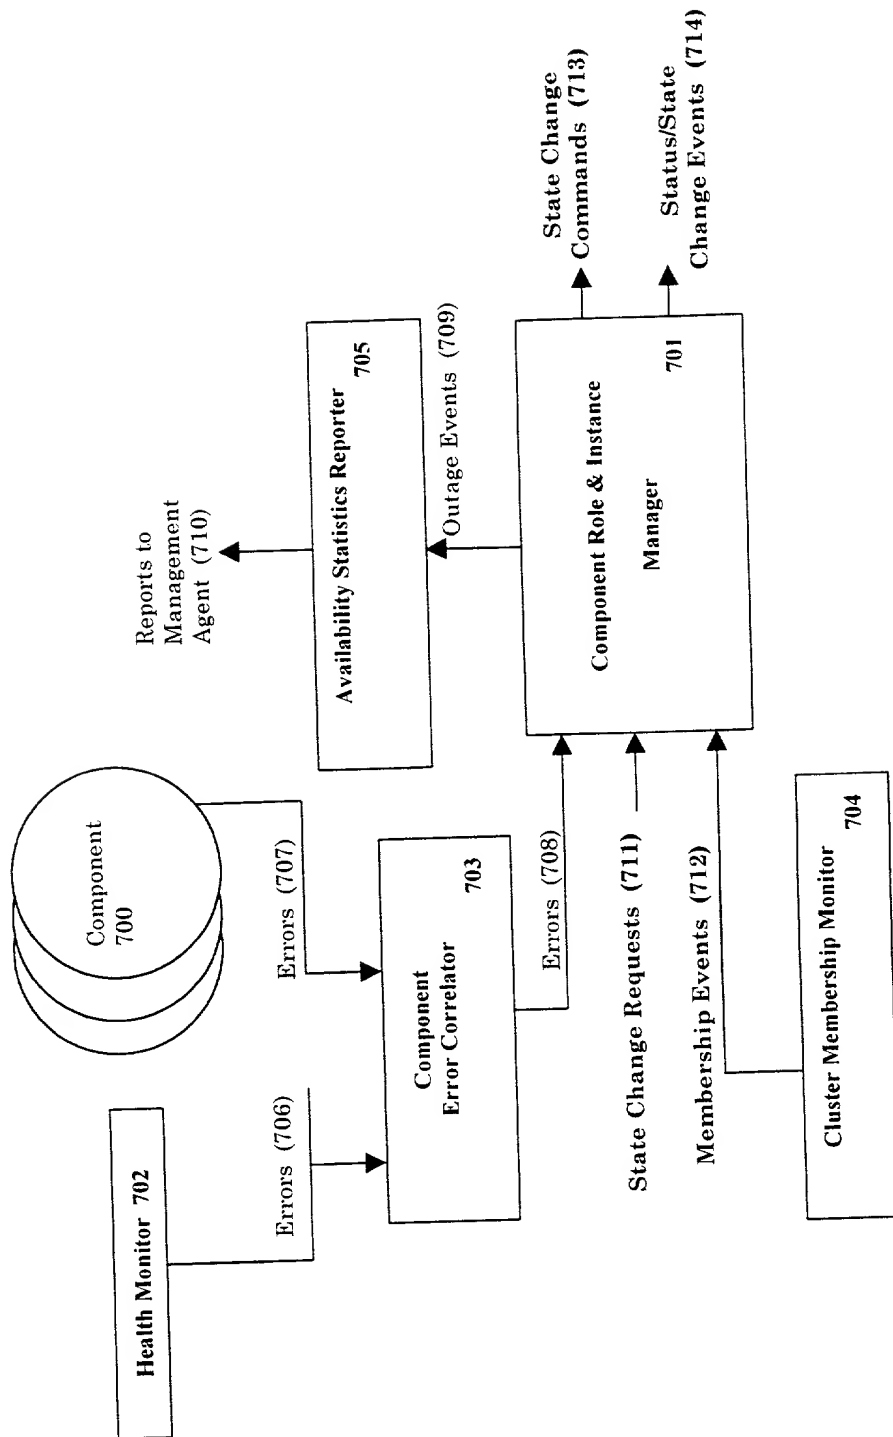 Health Monitor 702
Component
700
Reports to
Management
Agent (710)
Errors (706)
Errors (707)
Availability Statistics Reporter
705
Component
Error Correlator
703
Outage Events (709)
Errors (708)
State Change
Commands (713)
Component Role & Instance
Manager
701
State Change Requests (711)
Status/State
Change Events (714)
Membership Events (712)
Cluster Membership Monitor
704